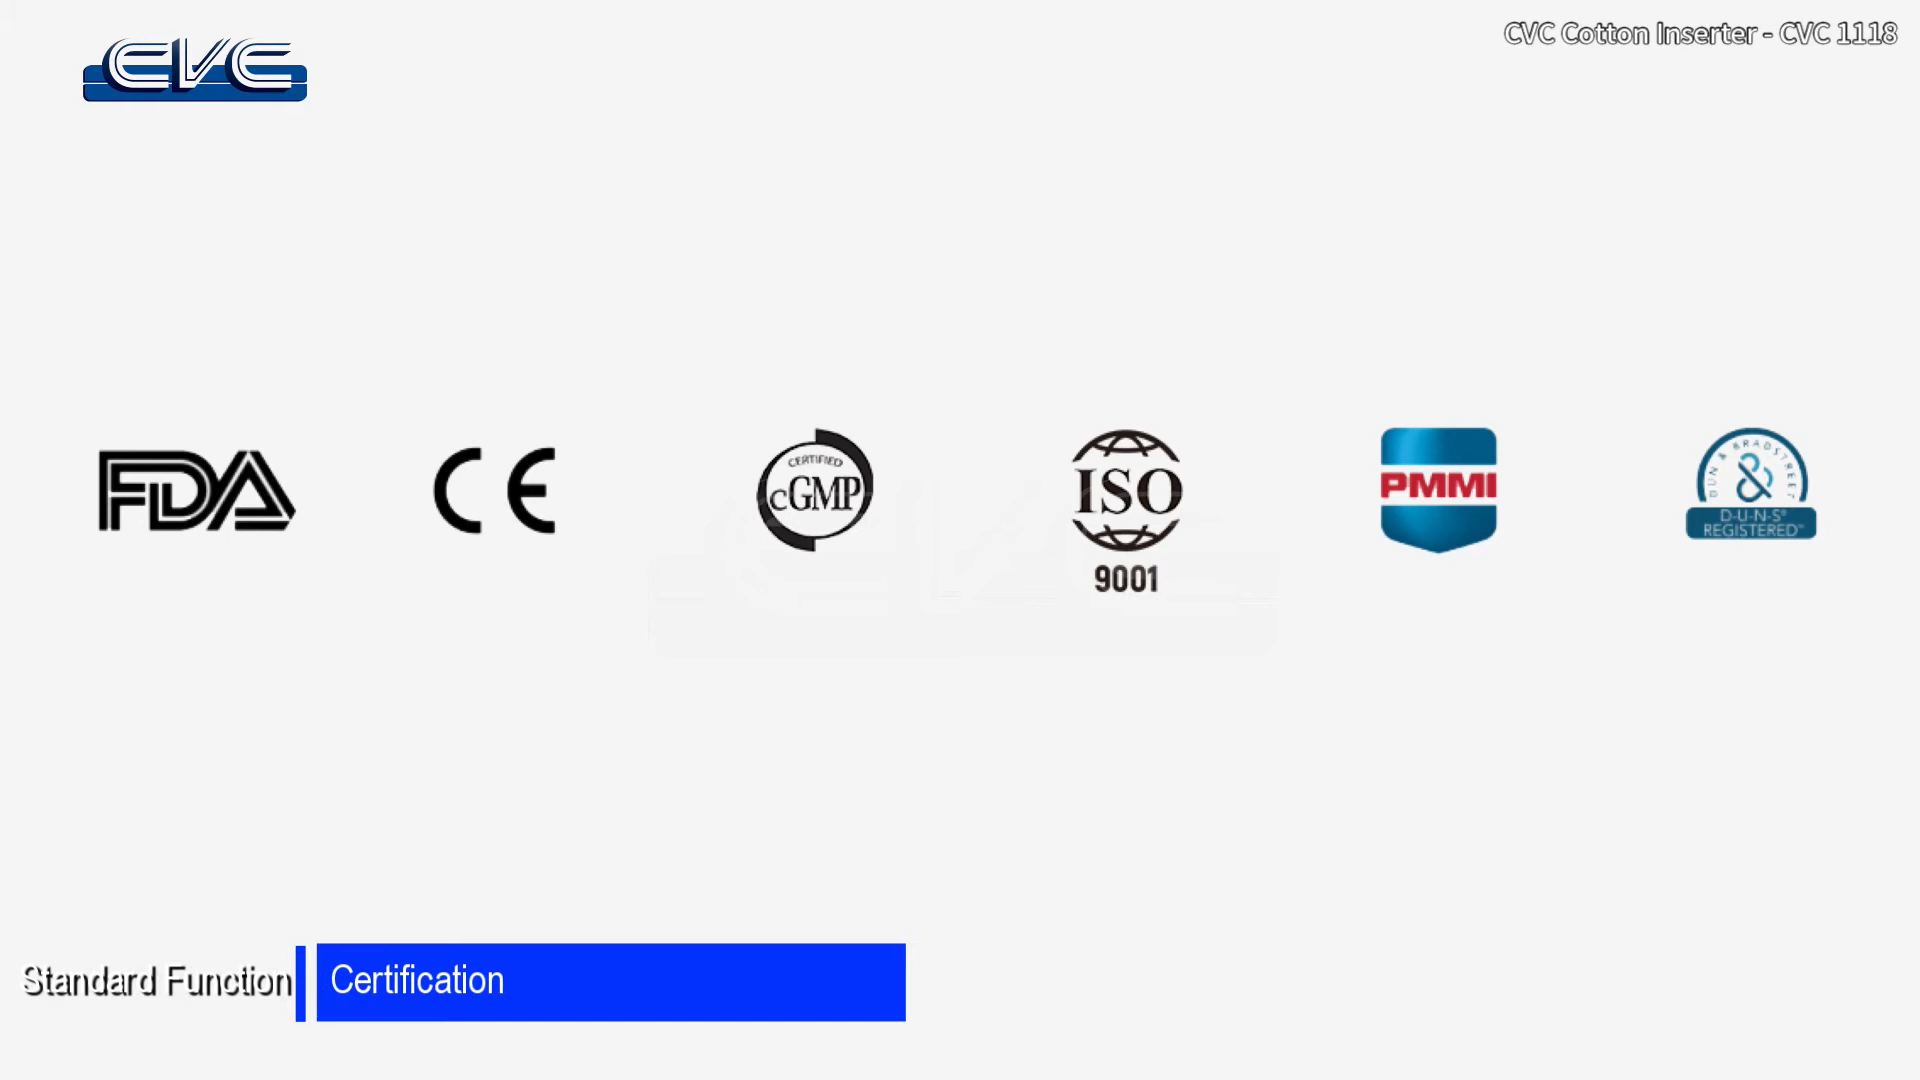 CVC
CVC Cotton Inserter - CVC 1118
FDA
CE
CERTIFIED
cGMP
ISO
9001
PMMI
DUN & BRADSTREET
&
D-U-N-S®
REGISTERED™
CVC
Standard Function
Certification